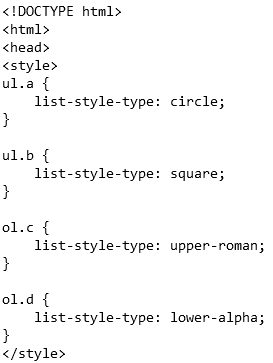 <!DOCTYPE html>
<html>
<head>
<style>
ul.a {
    list-style-type: circle;
}

ul.b {
    list-style-type: square;
}

ol.c {
    list-style-type: upper-roman;
}

ol.d {
    list-style-type: lower-alpha;
}
</style>